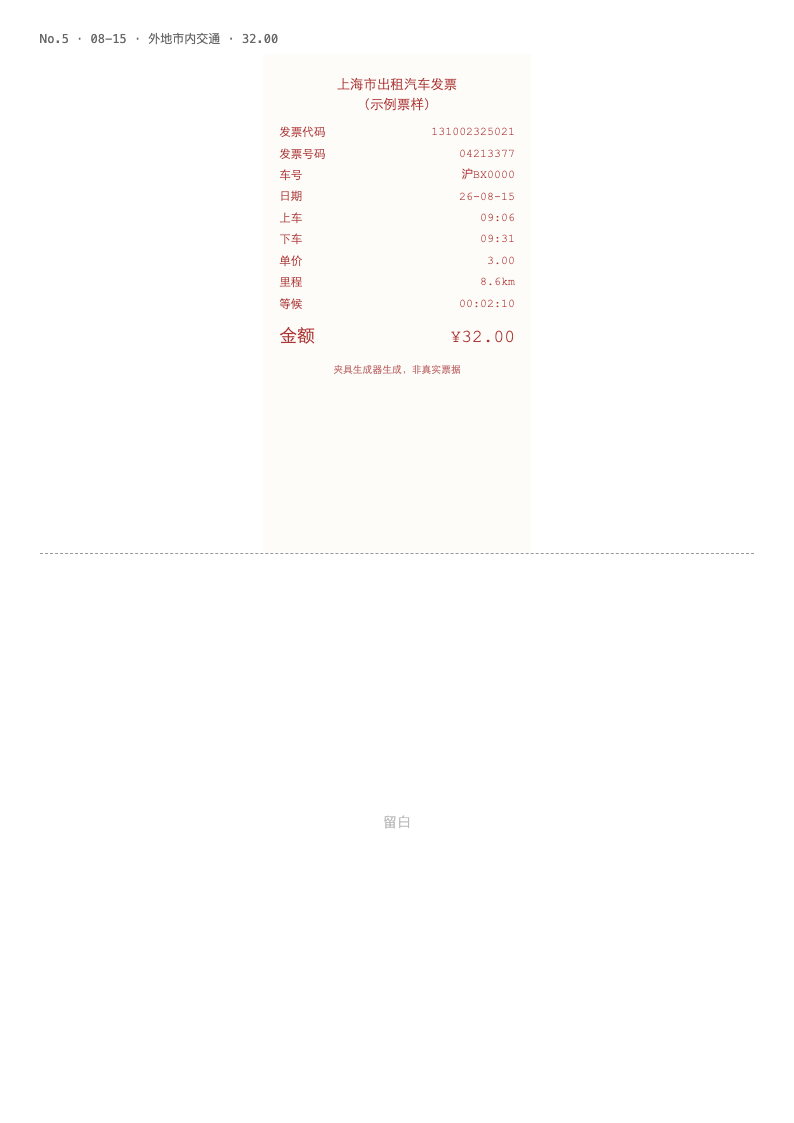 No.5 · 08-15 · 外地市内交通 · 32.00
上海市出租汽车发票
(示例票样)
发票代码 131002325021
发票号码 04213377
车号 沪BX0000
日期 26-08-15
上车 09:06
下车 09:31
单价 3.00
里程 8.6km
等候 00:02:10
金额 ¥32.00
夹具生成器生成，非真实票据
留白